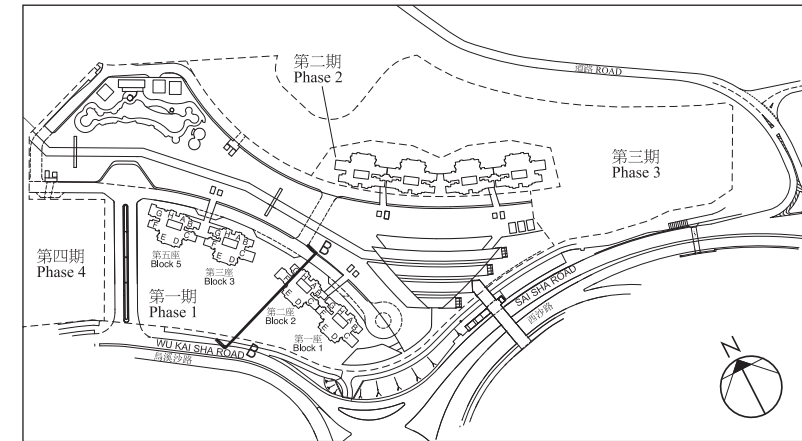 第二期
Phase 2
道路 ROAD
第三期
Phase 3
第四期
Phase 4
第五座
Block 5
第三座
Block 3
第一期
Phase 1
第二座
Block 2
第一座
Block 1
B
B
WU KAI SHA ROAD
烏溪沙路
SAI SHA ROAD
西沙路
N